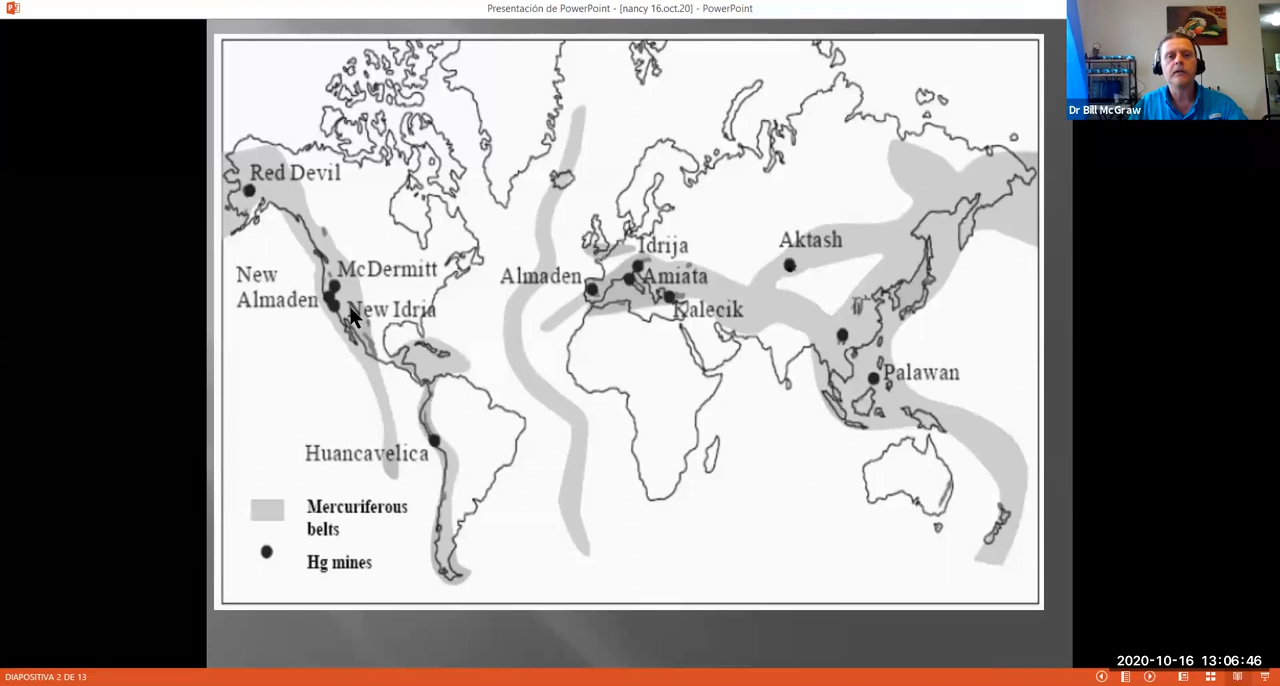 Presentación de PowerPoint - [nancy 16.oct.20] - PowerPoint
Dr Bill McGraw
Red Devil
McDermitt
New
Almaden
New Idria
Almaden
Idrija
Amiata
Kalecik
Aktash
Palawan
Huancavelica
Mercuriferous
belts
Hg mines
2020-10-16 13:06:46
DIAPOSITIVA 2 DE 13